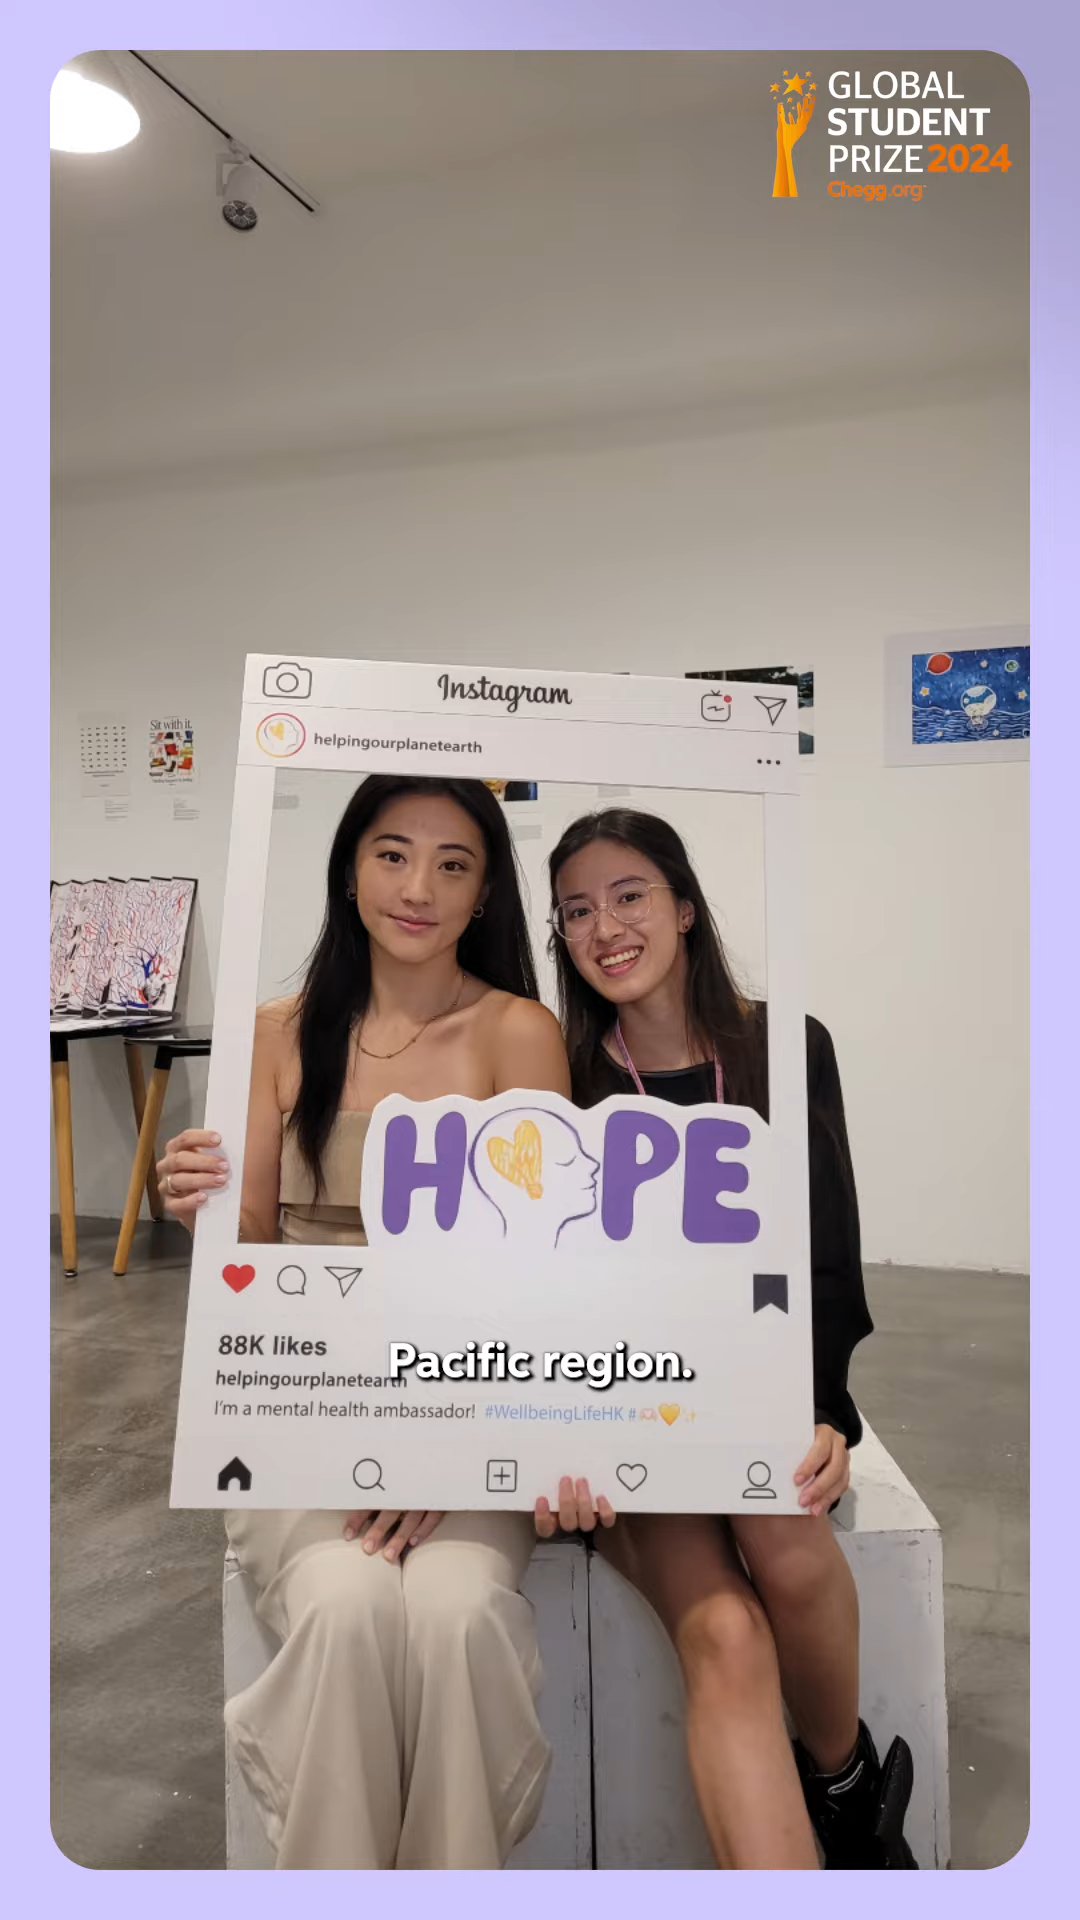 GLOBAL
STUDENT
PRIZE 2024
Chegg.org
Sit with it.
Instagram
helpingourplanetearth
HOPE
88K likes
Pacific region.
helpingourplanetearth
I'm a mental health ambassador! #WellbeingLifeHK #🫶🏻💛✨